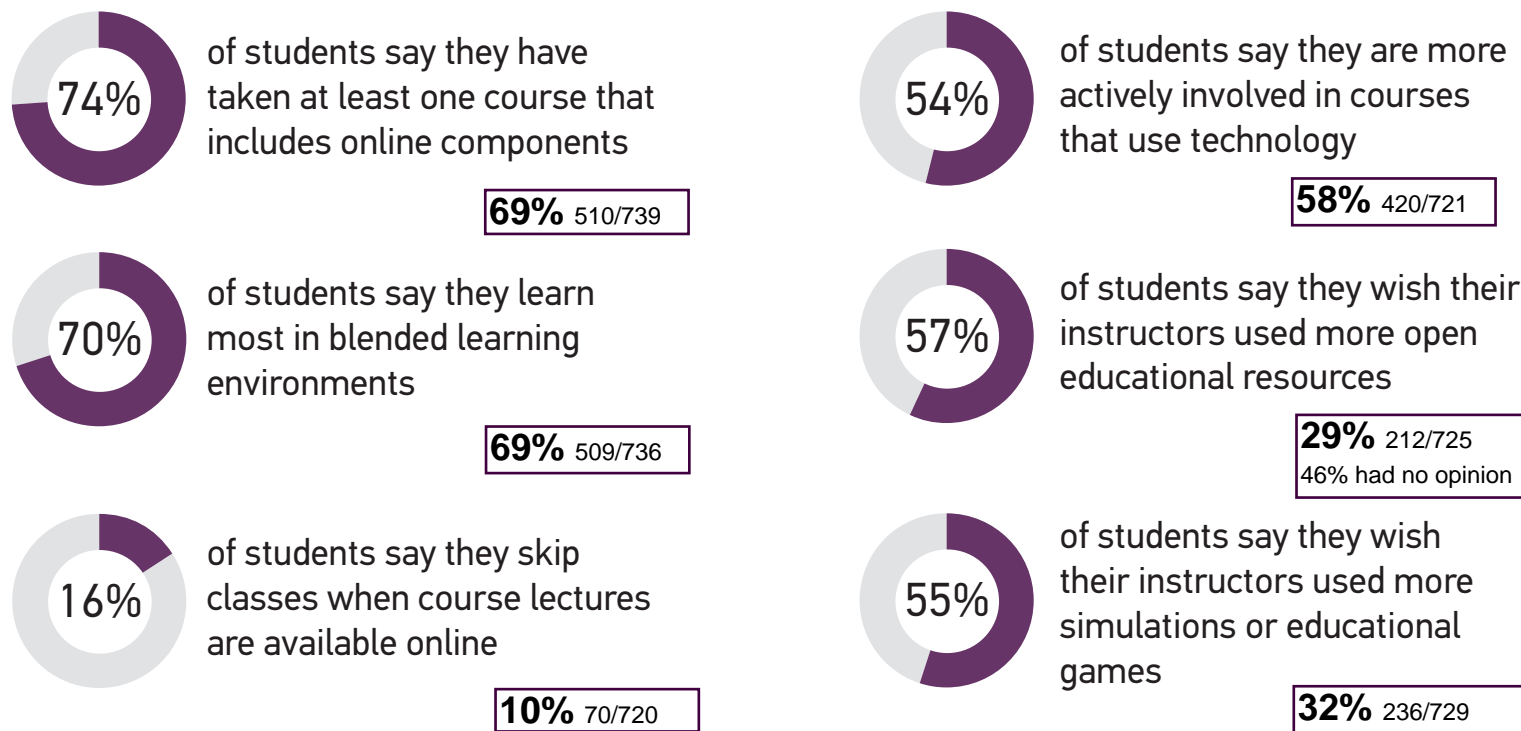 74%
of students say they have
taken at least one course that
includes online components
69% 510/739
70%
of students say they learn
most in blended learning
environments
69% 509/736
16%
of students say they skip
classes when course lectures
are available online
10% 70/720
54%
of students say they are more
actively involved in courses
that use technology
58% 420/721
57%
of students say they wish their
instructors used more open
educational resources
29% 212/725
46% had no opinion
55%
of students say they wish
their instructors used more
simulations or educational
games
32% 236/729